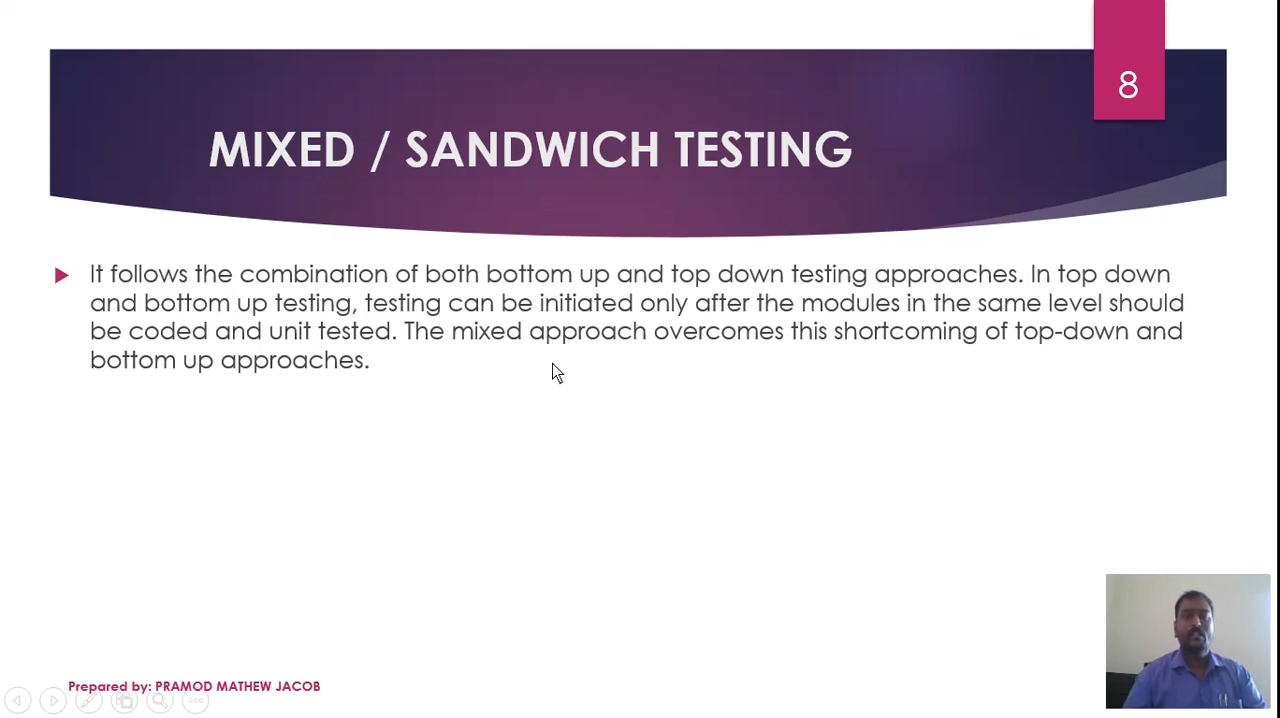 8
MIXED / SANDWICH TESTING
It follows the combination of both bottom up and top down testing approaches. In top down
and bottom up testing, testing can be initiated only after the modules in the same level should
be coded and unit tested. The mixed approach overcomes this shortcoming of top-down and
bottom up approaches.
Prepared by: PRAMOD MATHEW JACOB